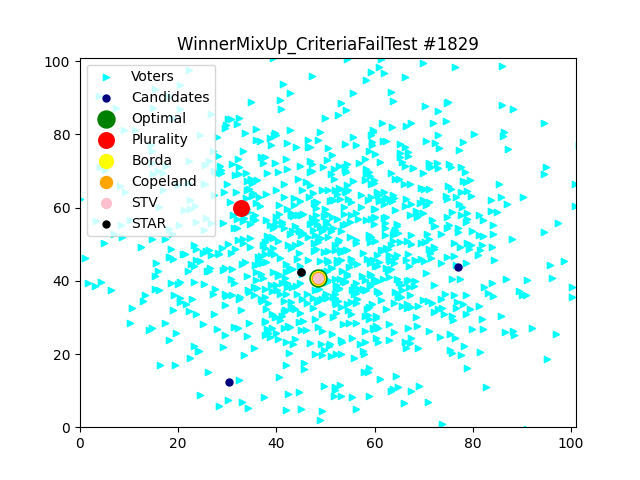 WinnerMixUp_CriteriaFailTest #1829
100
80
60
40
20
0
Voters
Candidates
Optimal
Plurality
Borda
Copeland
STV
STAR
0 20 40 60 80 100